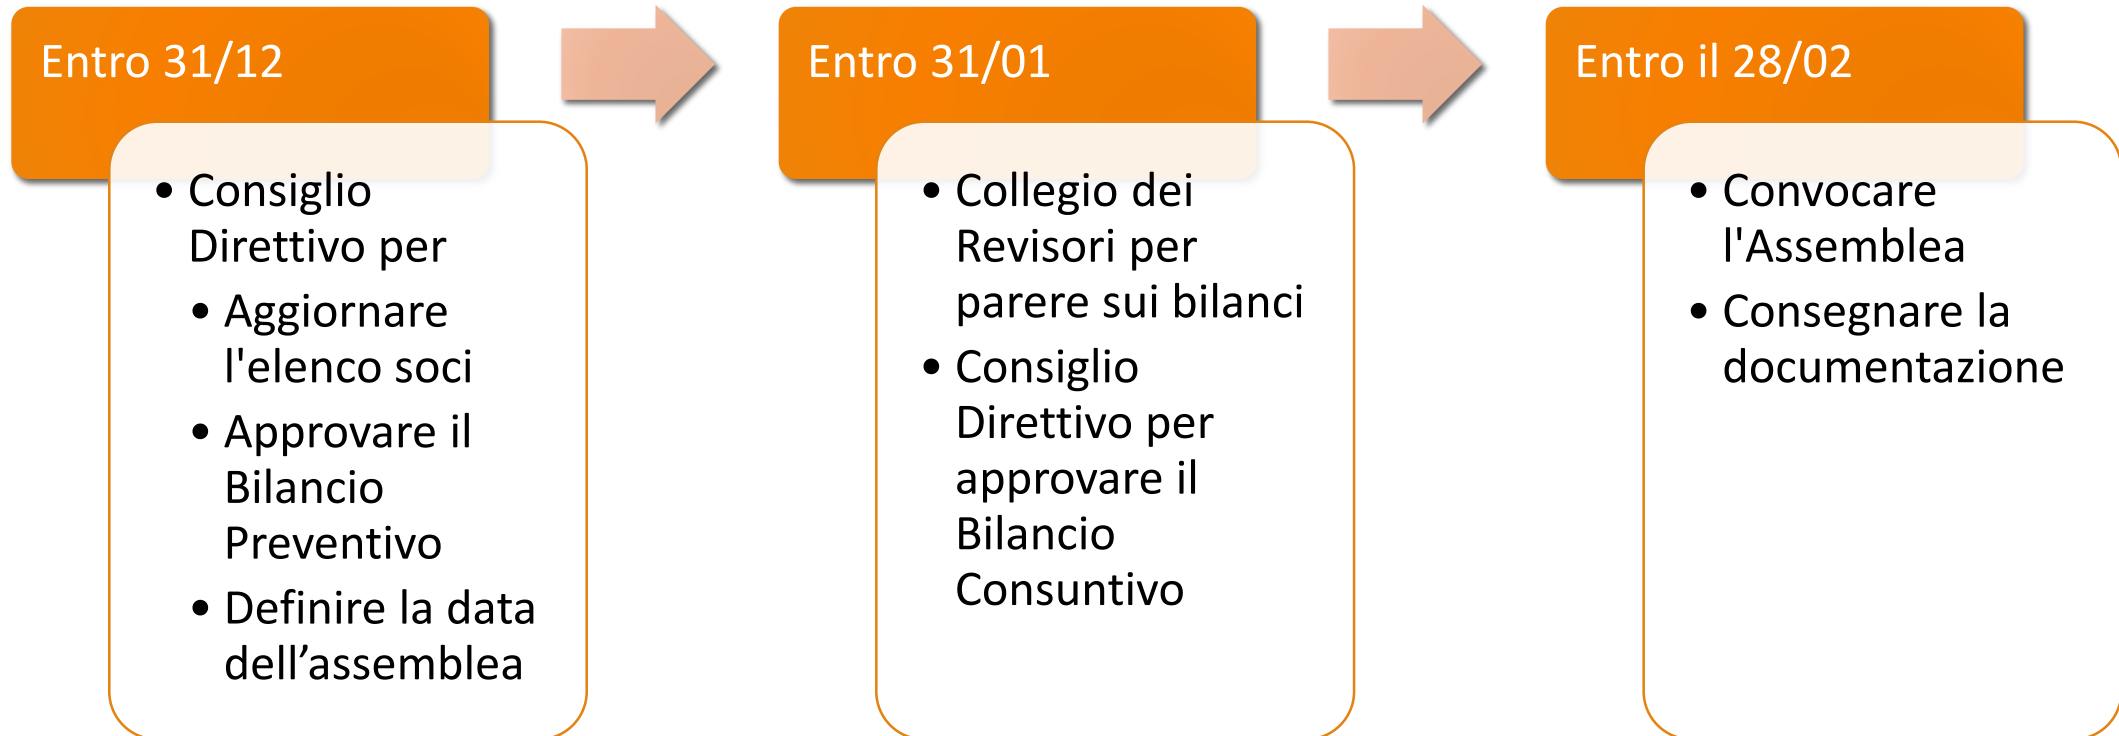 Entro 31/12
• Consiglio
Direttivo per
• Aggiornare
l'elenco soci
• Approvare il
Bilancio
Preventivo
• Definire la data
dell’assemblea
Entro 31/01
• Collegio dei
Revisori per
parere sui bilanci
• Consiglio
Direttivo per
approvare il
Bilancio
Consuntivo
Entro il 28/02
• Convocare
l'Assemblea
• Consegnare la
documentazione